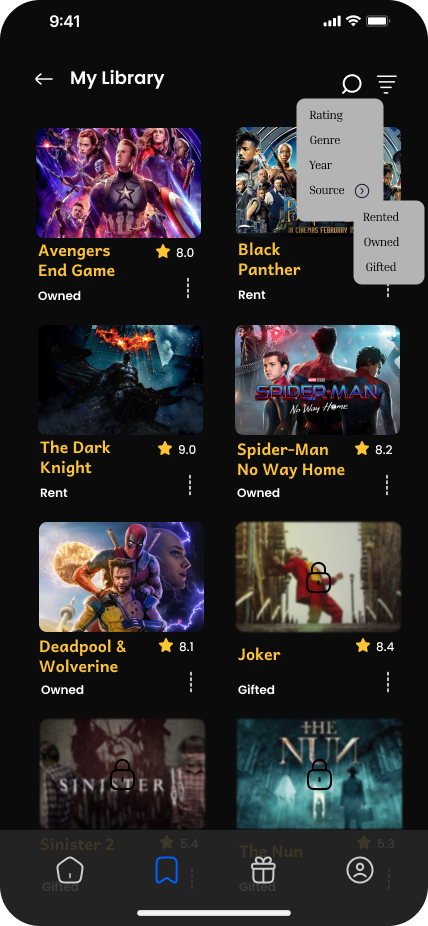 9:41
My Library
Rating
Genre
Year
Source
Rented
Owned
Gifted
IN CINEMAS FEBRUARY
Avengers
End Game
8.0
Owned
Black
Panther
Rent
MARVEL STUDIOS
SPIDER-MAN
No Way Home
The Dark
Knight
9.0
Rent
Spider-Man
No Way Home
8.2
Owned
Deadpool &
Wolverine
8.1
Owned
Joker
8.4
Gifted
SINISTER
THE
NUN
Sinister 2
5.4
Gifted
The Nun
5.3
Gifted